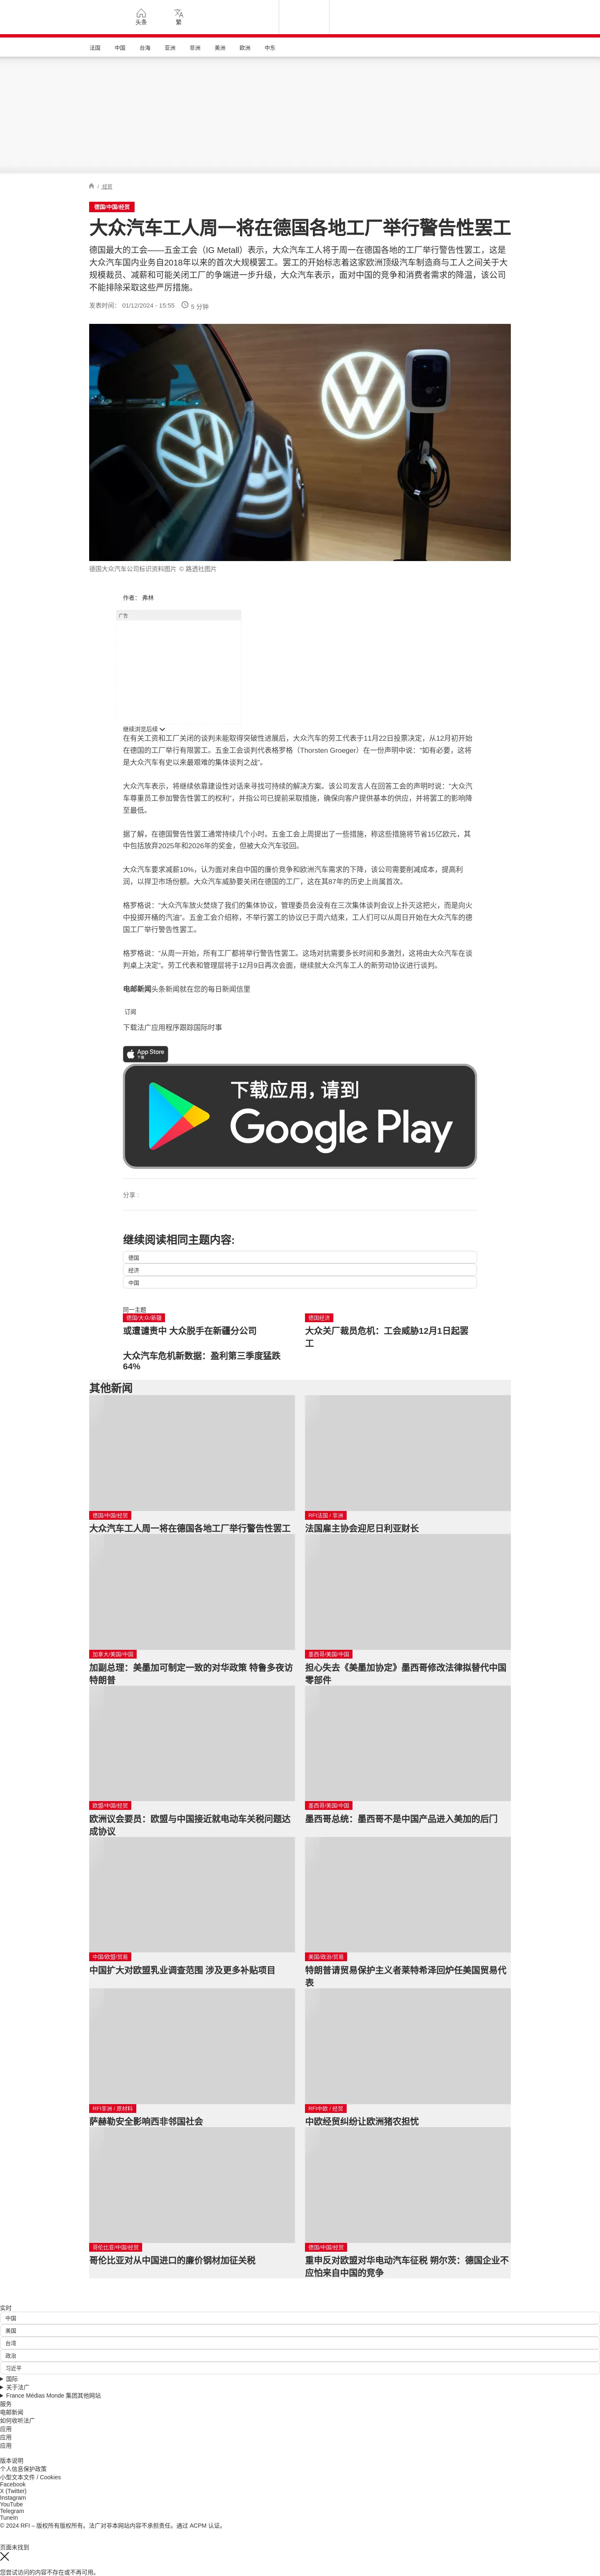 头条
繁
法国
中国
台海
亚洲
非洲
美洲
欧洲
中东
/ 经贸
德国/中国/经贸
大众汽车工人周一将在德国各地工厂举行警告性罢工
德国最大的工会——五金工会（IG Metall）表示，大众汽车工人将于周一在德国各地的工厂举行警告性罢工，这是
大众汽车国内业务自2018年以来的首次大规模罢工。罢工的开始标志着这家欧洲顶级汽车制造商与工人之间关于大
规模裁员、减薪和可能关闭工厂的争端进一步升级，大众汽车表示，面对中国的竞争和消费者需求的降温，该公司
不能排除采取这些严厉措施。
发表时间： 01/12/2024 - 15:55
5 分钟
德国大众汽车公司标识资料图片 © 路透社图片
作者： 弗林
广告
继续浏览后续
在有关工资和工厂关闭的谈判未能取得突破性进展后，大众汽车的劳工代表于11月22日投票决定，从12月初开始
在德国的工厂举行有限罢工。五金工会谈判代表格罗格（Thorsten Groeger）在一份声明中说："如有必要，这将
是大众汽车有史以来最艰难的集体谈判之战"。
大众汽车表示，将继续依靠建设性对话来寻找可持续的解决方案。该公司发言人在回答工会的声明时说："大众汽
车尊重员工参加警告性罢工的权利"，并指公司已提前采取措施，确保向客户提供基本的供应，并将罢工的影响降
至最低。
据了解，在德国警告性罢工通常持续几个小时。五金工会上周提出了一些措施，称这些措施将节省15亿欧元，其
中包括放弃2025年和2026年的奖金，但被大众汽车驳回。
大众汽车要求减薪10%，认为面对来自中国的廉价竞争和欧洲汽车需求的下降，该公司需要削减成本，提高利
润，以捍卫市场份额。大众汽车威胁要关闭在德国的工厂，这在其87年的历史上尚属首次。
格罗格说："大众汽车放火焚烧了我们的集体协议，管理委员会没有在三次集体谈判会议上扑灭这把火，而是向火
中投掷开桶的汽油"。五金工会介绍称，不举行罢工的协议已于周六结束，工人们可以从周日开始在大众汽车的德
国工厂举行警告性罢工。
格罗格说："从周一开始，所有工厂都将举行警告性罢工。这场对抗需要多长时间和多激烈，这将由大众汽车在谈
判桌上决定"。劳工代表和管理层将于12月9日再次会面，继续就大众汽车工人的新劳动协议进行谈判。
电邮新闻头条新闻就在您的每日新闻信里
订阅
下载法广应用程序跟踪国际时事
App Store
下载
下载应用，请到
Google Play
分享 :
继续阅读相同主题内容:
德国
经济
中国
同一主题
德国/大众/新疆
或遭谴责中 大众脱手在新疆分公司
德国经济
大众关厂裁员危机：工会威胁12月1日起罢
工
大众汽车危机新数据：盈利第三季度猛跌
64%
其他新闻
德国/中国/经贸
大众汽车工人周一将在德国各地工厂举行警告性罢工
RFI法国 / 非洲
法国雇主协会迎尼日利亚财长
加拿大/美国/中国
加副总理：美墨加可制定一致的对华政策 特鲁多夜访
特朗普
墨西哥/美国/中国
担心失去《美墨加协定》墨西哥修改法律拟替代中国
零部件
欧盟/中国/经贸
欧洲议会要员：欧盟与中国接近就电动车关税问题达
成协议
墨西哥/美国/中国
墨西哥总统：墨西哥不是中国产品进入美加的后门
中国/欧盟/贸易
中国扩大对欧盟乳业调查范围 涉及更多补贴项目
美国/政治/贸易
特朗普请贸易保护主义者莱特希泽回炉任美国贸易代
表
RFI非洲 / 原材料
萨赫勒安全影响西非邻国社会
RFI中欧 / 经贸
中欧经贸纠纷让欧洲猪农担忧
哥伦比亚/中国/经贸
哥伦比亚对从中国进口的廉价钢材加征关税
德国/中国/经贸
重申反对欧盟对华电动汽车征税 朔尔茨：德国企业不
应怕来自中国的竞争
实时
中国
美国
台湾
政治
习近平
国际
关于法广
France Médias Monde 集团其他网站
服务
电邮新闻
如何收听法广
应用
应用
应用
版本说明
个人信息保护政策
小型文本文件 / Cookies
Facebook
X (Twitter)
Instagram
YouTube
Telegram
Tunein
© 2024 RFI – 版权所有版权所有。法广对非本网站内容不承担责任。通过 ACPM 认证。
页面未找到
您尝试访问的内容不存在或不再可用。